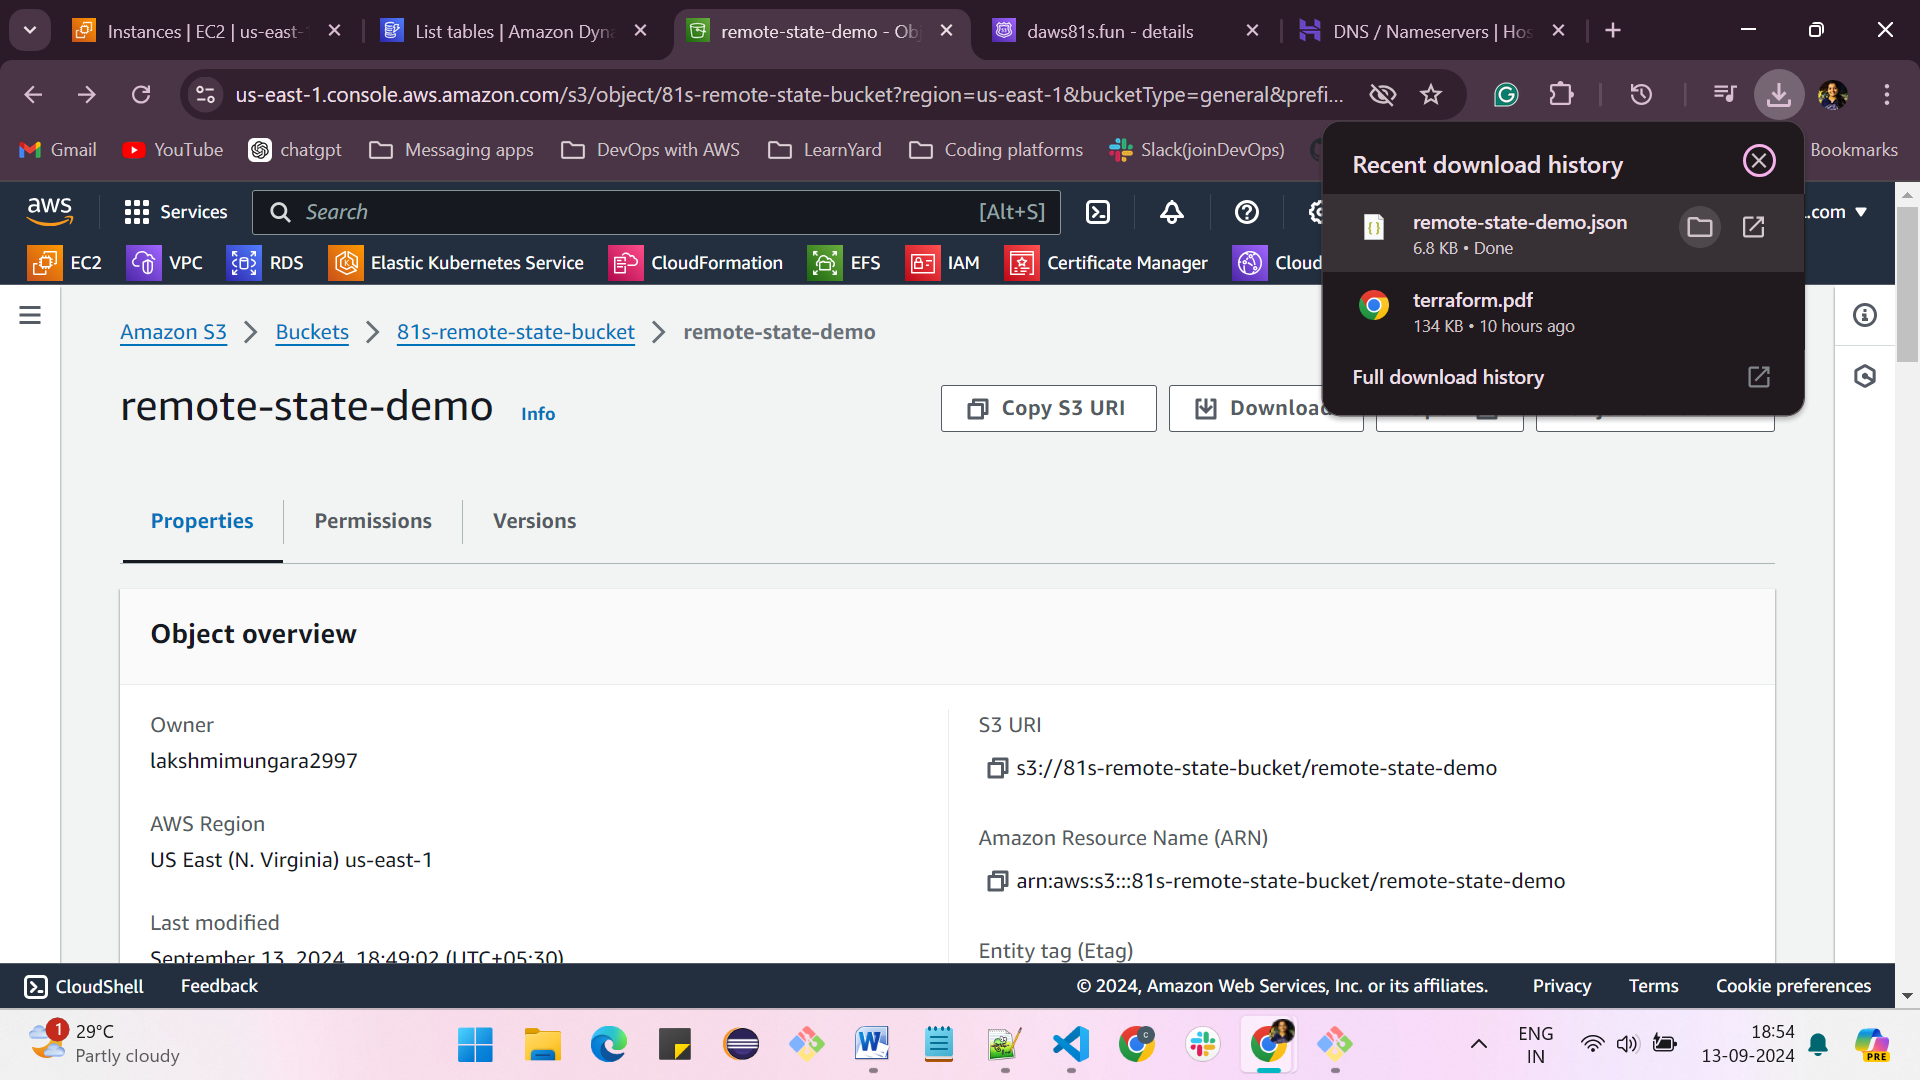 Instances | EC2 | us-east-1
List tables | Amazon Dyna
remote-state-demo - Obj
daws81s.fun - details
DNS / Nameservers | Hos
us-east-1.console.aws.amazon.com/s3/object/81s-remote-state-bucket?region=us-east-1&bucketType=general&prefi...
Gmail
YouTube
chatgpt
Messaging apps
DevOps with AWS
LearnYard
Coding platforms
Slack(joinDevOps)
Bookmarks
Recent download history
remote-state-demo.json
6.8 KB • Done
terraform.pdf
134 KB • 10 hours ago
Full download history
aws
Services
Search
[Alt+S]
.com
EC2
VPC
RDS
Elastic Kubernetes Service
CloudFormation
EFS
IAM
Certificate Manager
Cloud
Amazon S3
Buckets
81s-remote-state-bucket
remote-state-demo
remote-state-demo
Info
Copy S3 URI
Download
Properties
Permissions
Versions
Object overview
Owner
lakshmimungara2997
AWS Region
US East (N. Virginia) us-east-1
Last modified
September 13, 2024, 18:49:02 (UTC+05:30)
S3 URI
s3://81s-remote-state-bucket/remote-state-demo
Amazon Resource Name (ARN)
arn:aws:s3:::81s-remote-state-bucket/remote-state-demo
Entity tag (Etag)
CloudShell
Feedback
© 2024, Amazon Web Services, Inc. or its affiliates.
Privacy
Terms
Cookie preferences
1
29°C
Partly cloudy
ENG
IN
18:54
13-09-2024
PRE